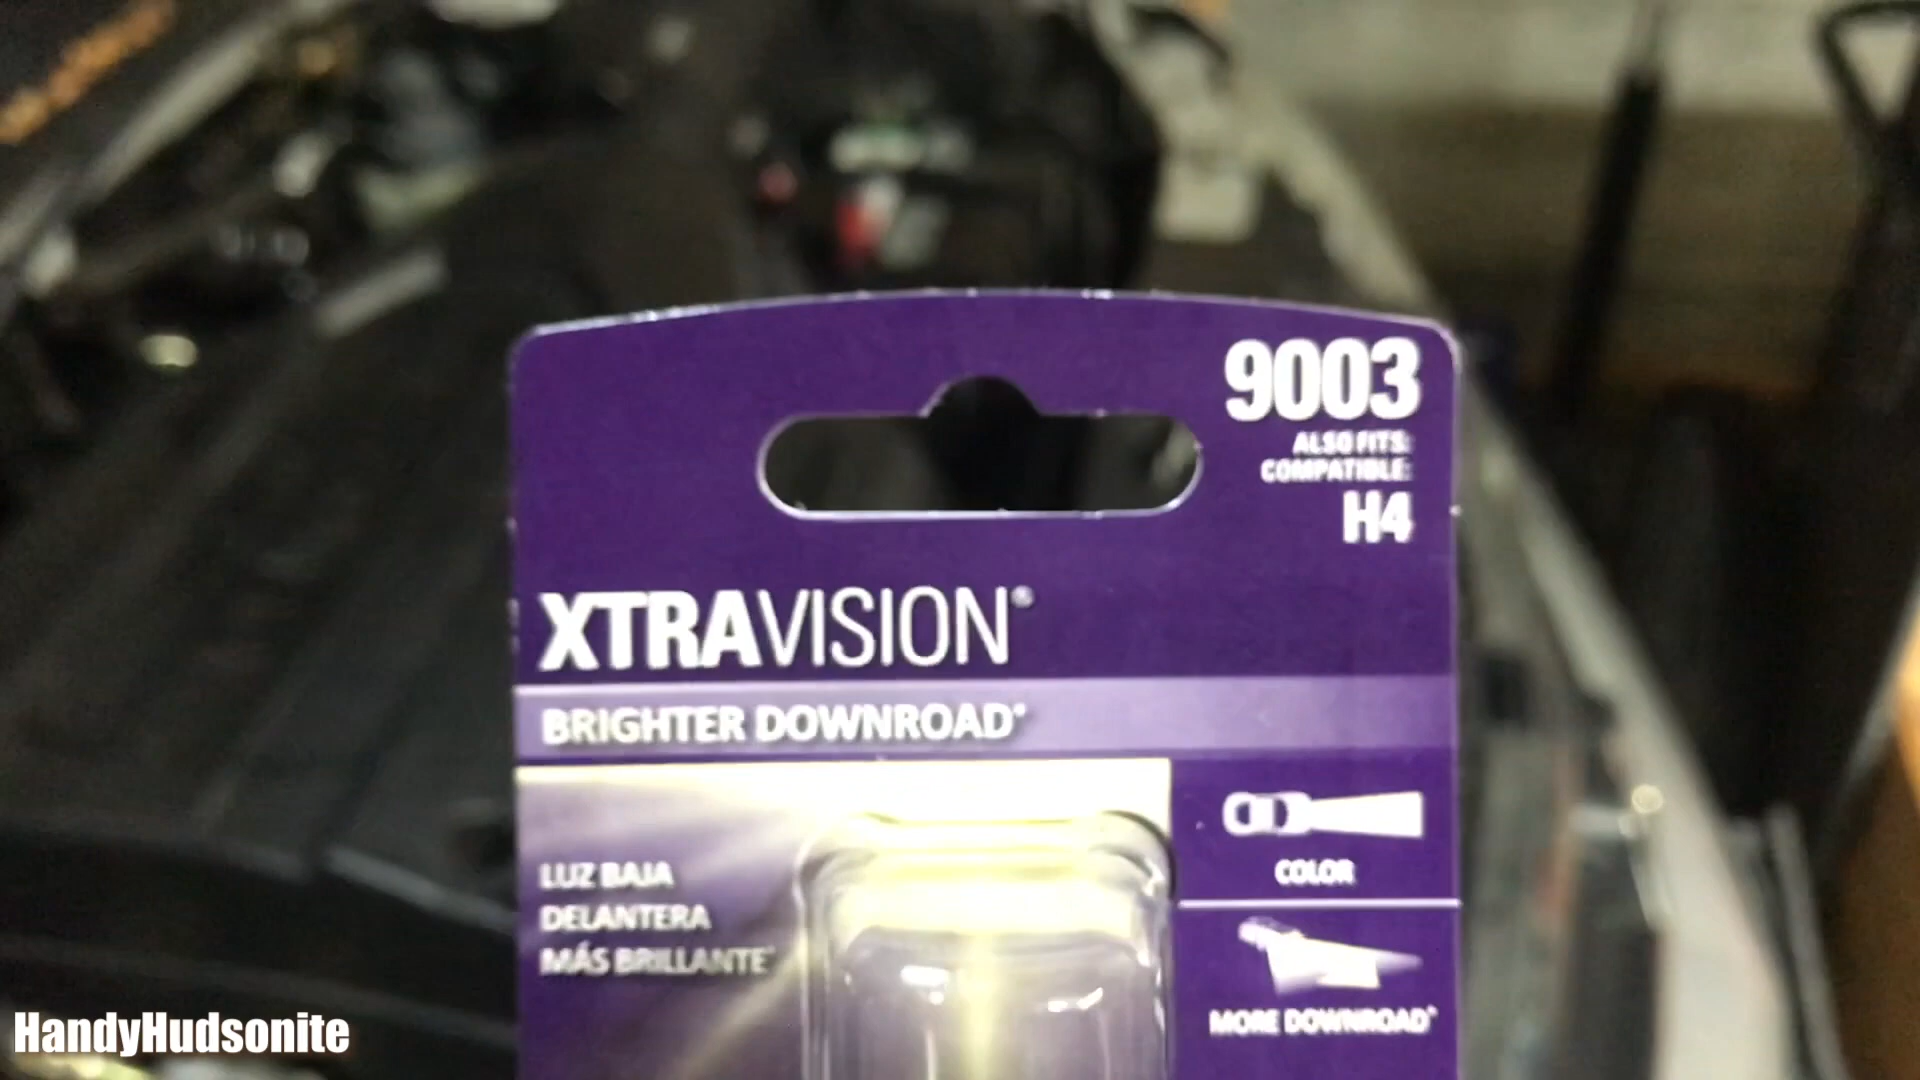 9003
ALSO FITS:
COMPATIBLE:
H4
XTRAVISION®
BRIGHTER DOWNROAD*
LUZ BAJA
DELANTERA
MÁS BRILLANTE*
COLOR
MORE DOWNROAD*
HandyHudsonite